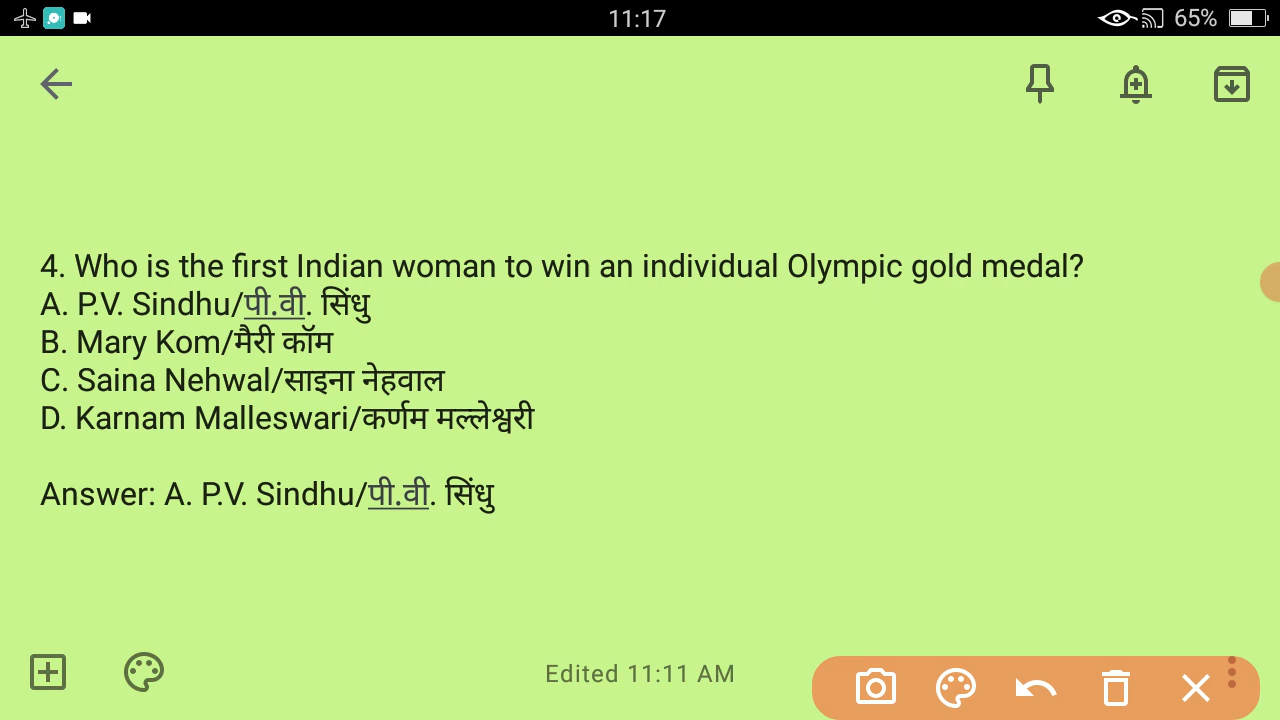 11:17
65%
4. Who is the first Indian woman to win an individual Olympic gold medal?
A. P.V. Sindhu/पी.वी. सिंधु
B. Mary Kom/मैरी कॉम
C. Saina Nehwal/साइना नेहवाल
D. Karnam Malleswari/कर्णम मल्लेश्वरी
Answer: A. P.V. Sindhu/पी.वी. सिंधु
Edited 11:11 AM